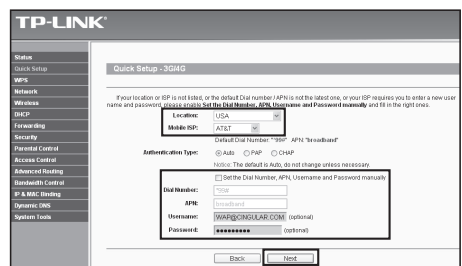 TP-LINK®
Status
Quick Setup
WPS
Network
Wireless
DHCP
Forwarding
Security
Parental Control
Access Control
Advanced Routing
Bandwidth Control
IP & MAC Binding
Dynamic DNS
System Tools
Quick Setup - 3G/4G
If your location or ISP is not listed, or the default Dial number / APN is not the latest one, or your ISP requires you to enter a new user
name and password, please enable Set the Dial Number, APN, Username and Password manually and fill in the right ones.
Location: USA
Mobile ISP: AT&T
Default Dial Number: "*99#" APN: "broadband"
Authentication Type: Auto PAP CHAP
Notice: The default is Auto, do not change unless necessary.
Set the Dial Number, APN, Username and Password manually
Dial Number: *99#
APN: broadband
Username: WAP@CINGULAR.COM (optional)
Password: ●●●●●●●●● (optional)
Back Next